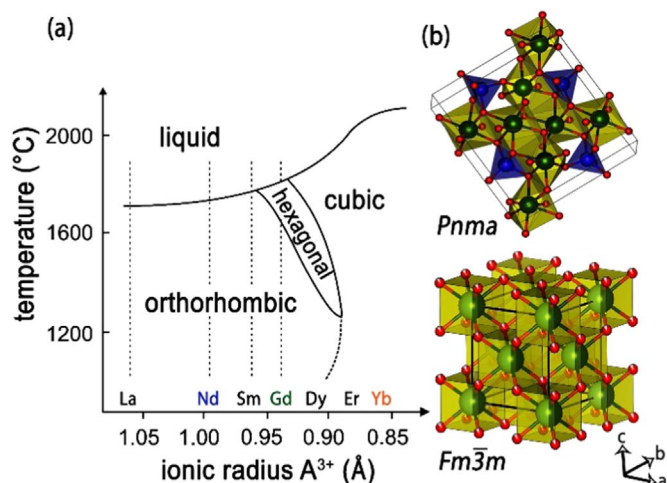 (a)
(b)
temperature (°C)
2000
1600
1200
liquid
cubic
hexagonal
orthorhombic
La Nd Sm Gd Dy Er Yb
1.05 1.00 0.95 0.90 0.85
ionic radius A³⁺ (Å)
Pnma
Fm3̅m
c
b
a